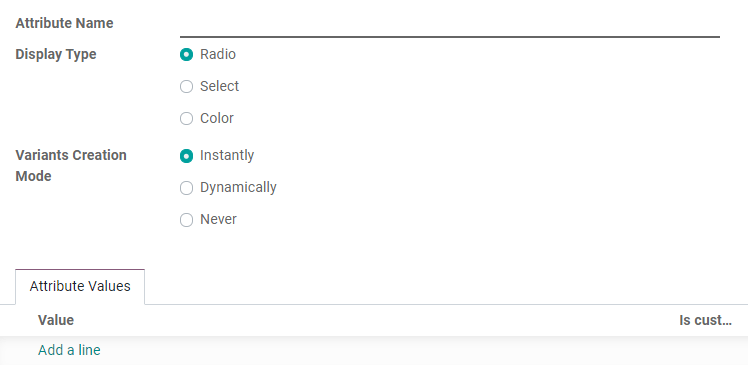 Attribute Name
Display Type
Radio
Select
Color
Variants Creation
Mode
Instantly
Dynamically
Never
Attribute Values
Value Is cust...
Add a line